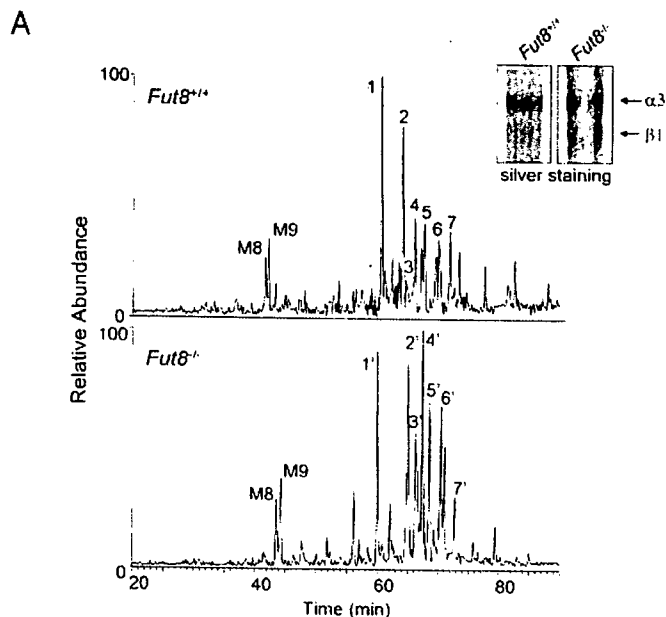 A
Fut8+/+
Fut8-/-
α3
β1
silver staining
100
Fut8+/+
1
2
3
4
5
6
7
M8
M9
0
Relative Abundance
100
Fut8-/-
1'
2'
3'
4'
5'
6'
7'
M8
M9
0
20
40
60
80
Time (min)